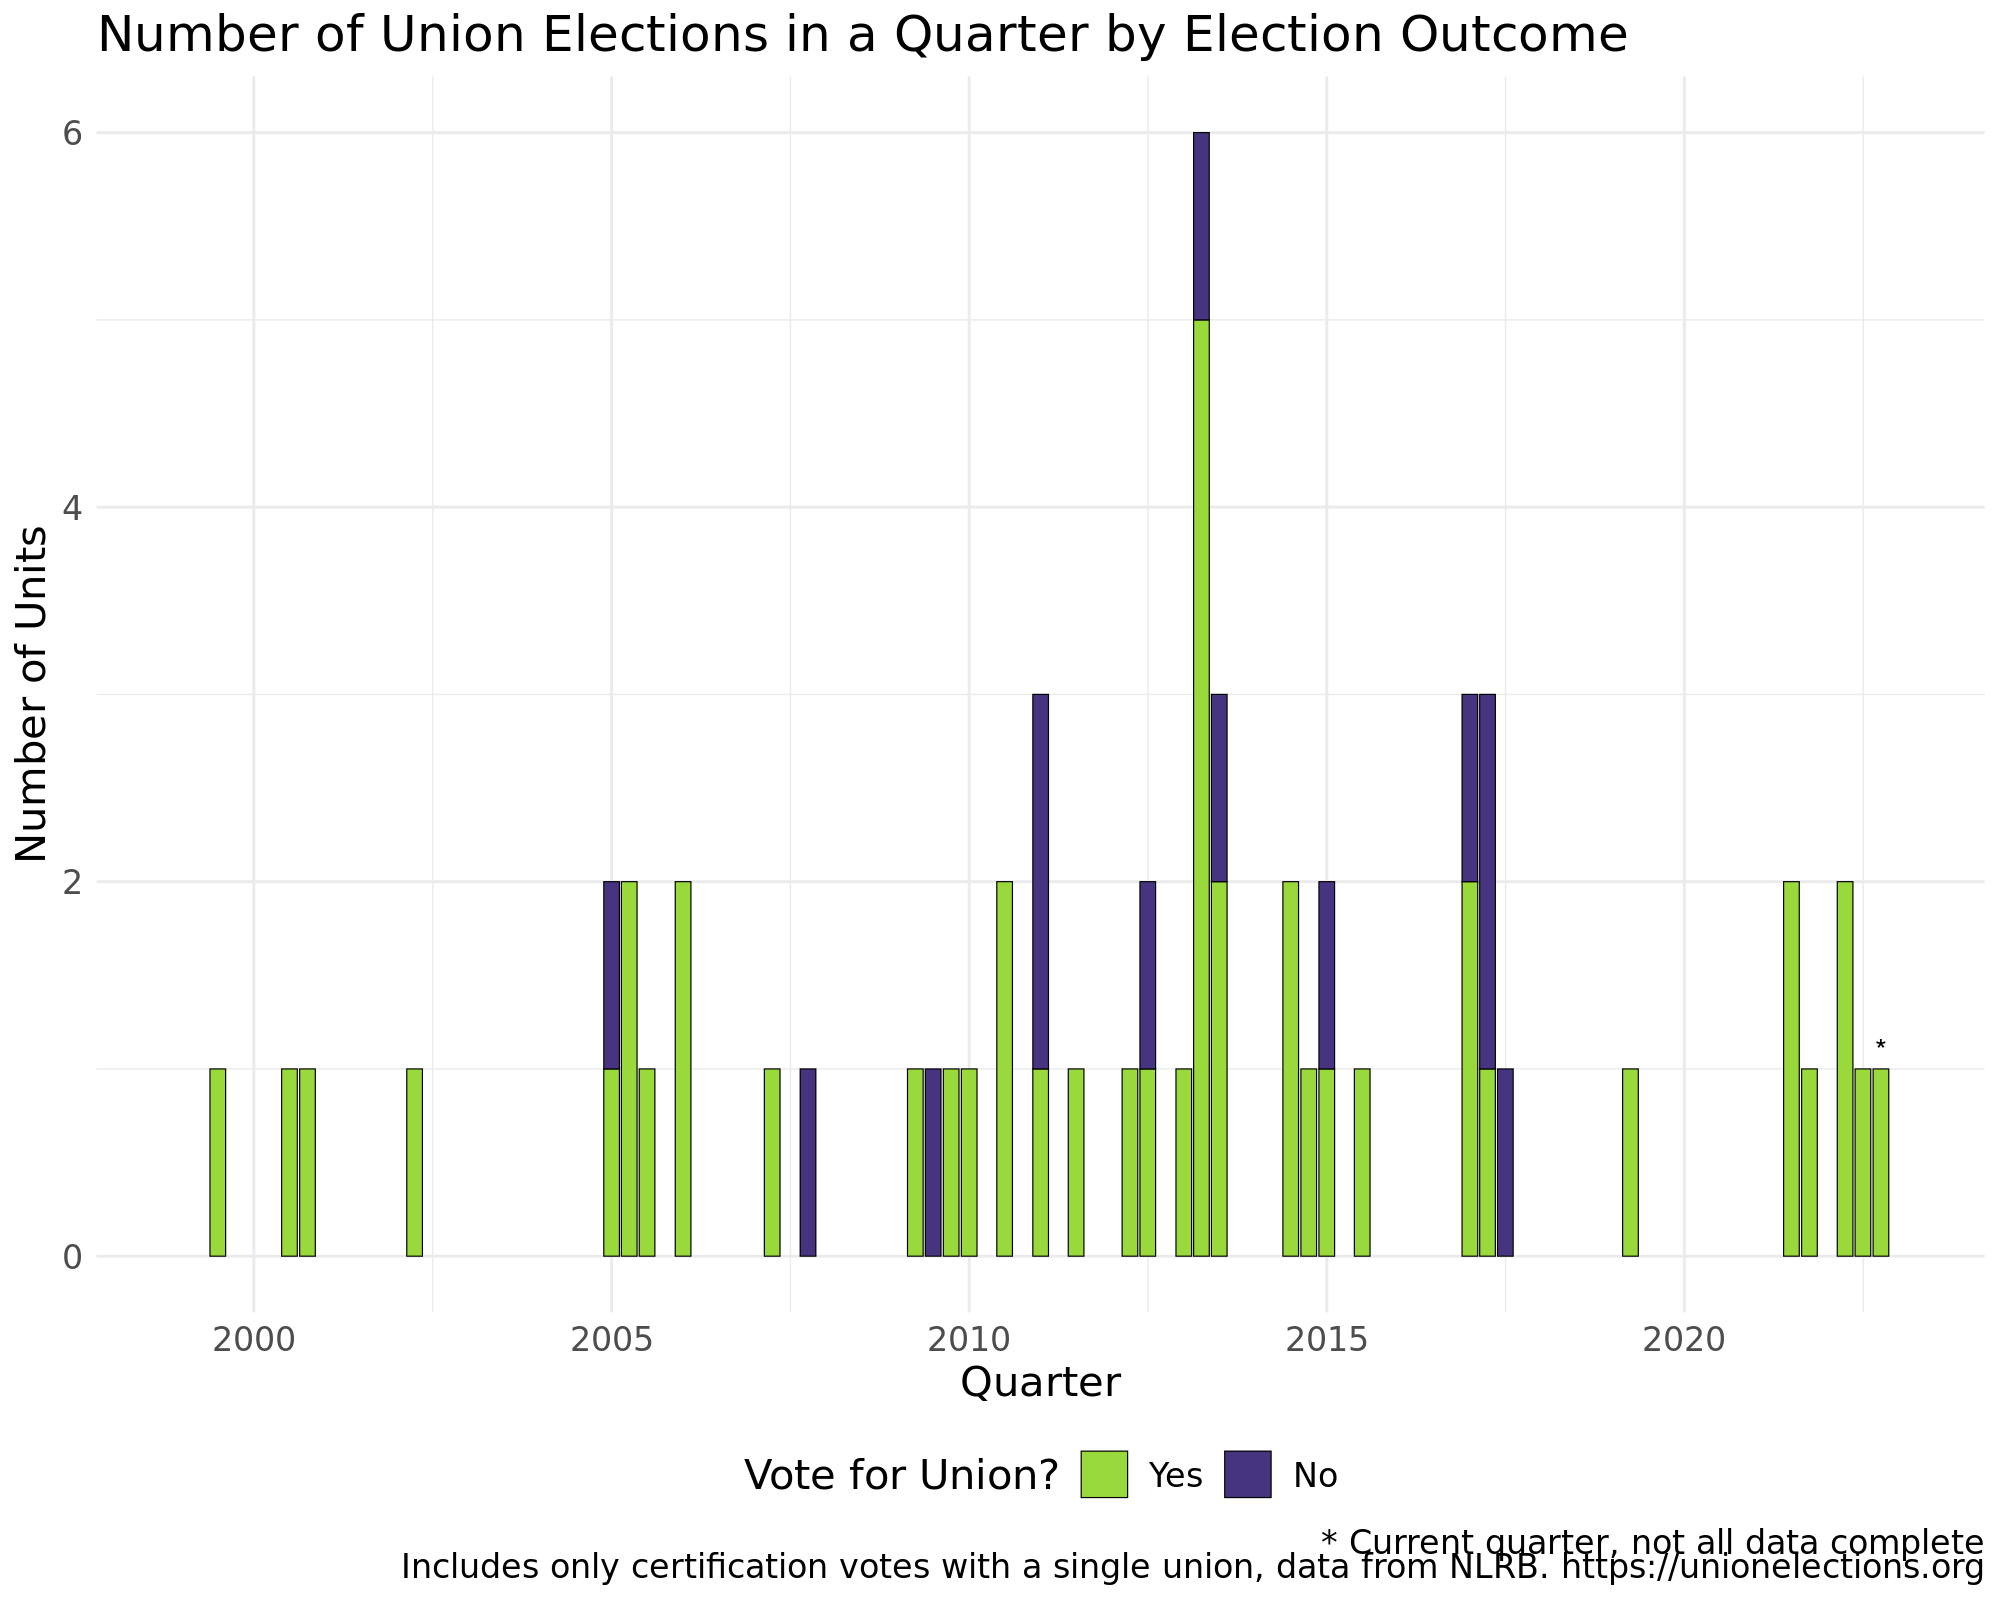 Number of Union Elections in a Quarter by Election Outcome
6
4
2
0
Number of Units
*
2000 2005 2010 2015 2020
Quarter
Vote for Union? Yes No
* Current quarter, not all data complete
Includes only certification votes with a single union, data from NLRB. https://unionelections.org